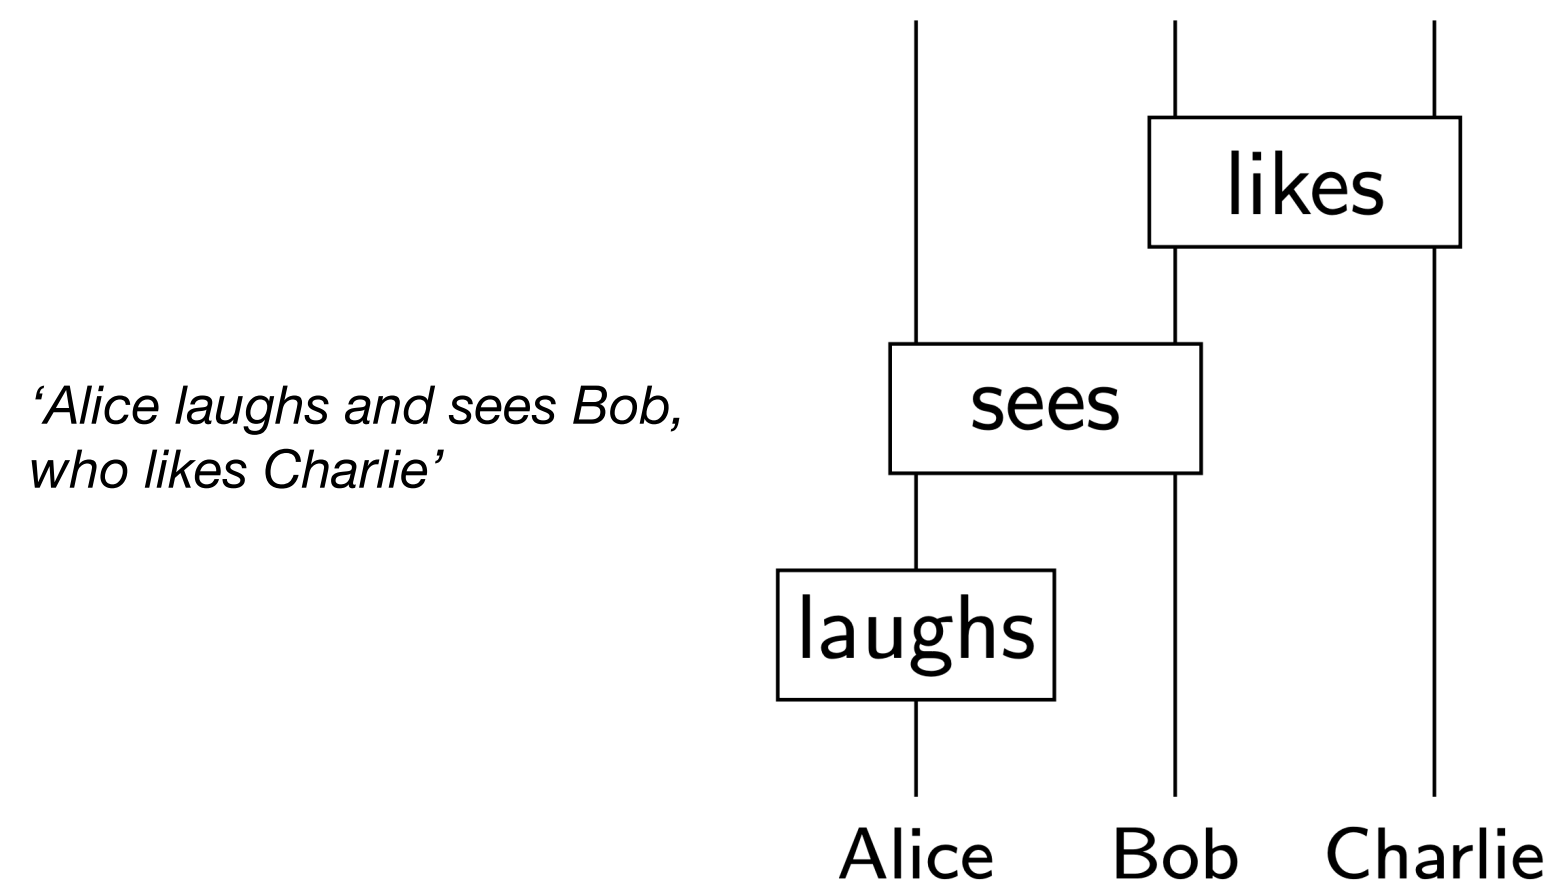 ‘Alice laughs and sees Bob,
who likes Charlie’
likes
sees
laughs
Alice Bob Charlie